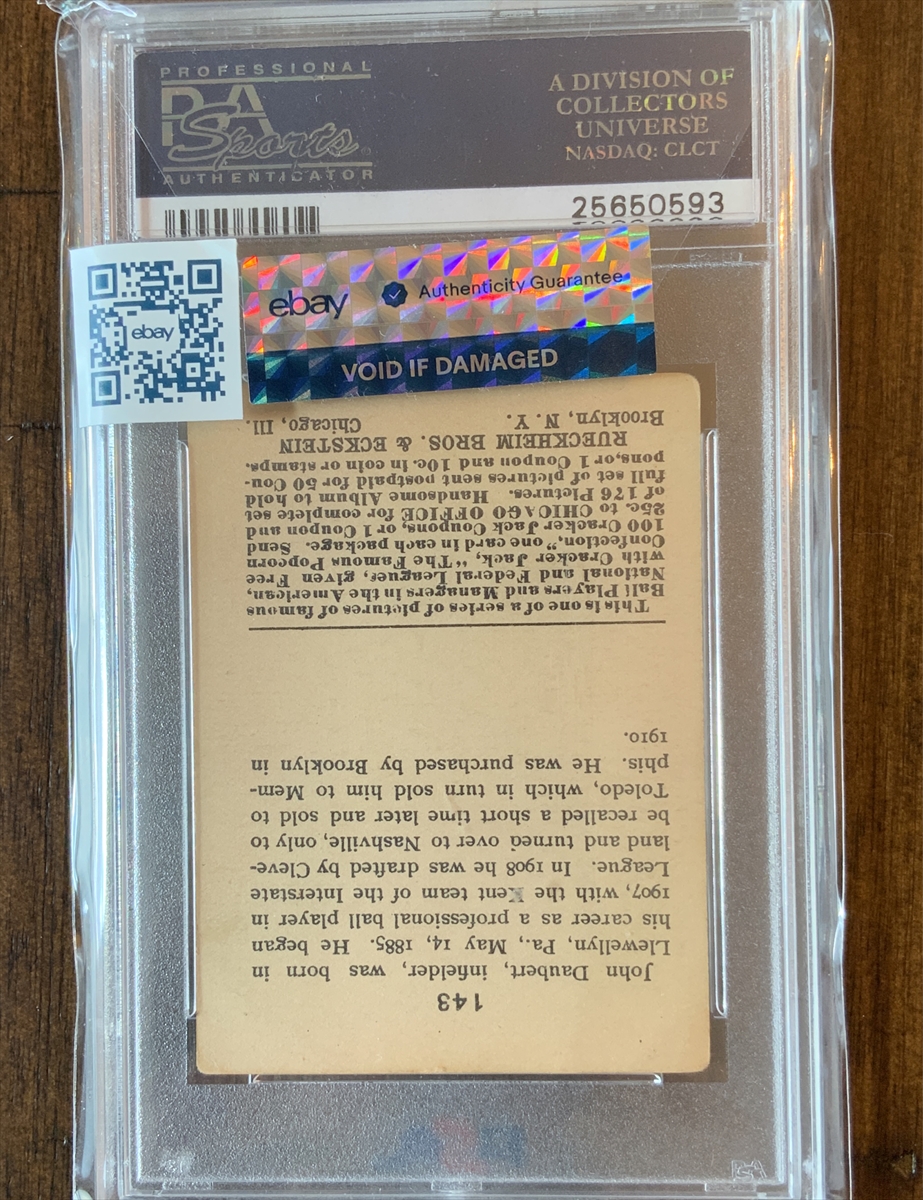 PROFESSIONAL
PSA
Sports
AUTHENTICATOR
A DIVISION OF
COLLECTORS
UNIVERSE
NASDAQ: CLCT
25650593
ebay
ebay Authenticity Guarantee
VOID IF DAMAGED
143
John Daubert, infielder, was born in
Llewellyn, Pa., May 14, 1885. He began
his career as a professional ball player in
1907, with the Kent team of the Interstate
League. In 1908 he was drafted by Cleve-
land and turned over to Nashville, only to
be recalled a short time later and sold to
Toledo, which in turn sold him to Mem-
phis. He was purchased by Brooklyn in
1910.
This is one of a series of pictures of famous
Ball Players and Managers in the American,
National and Federal Leagues, given Free
with Cracker Jack, "The Famous Popcorn
Confection," one card in each package. Send
100 Cracker Jack Coupons, or 1 Coupon and
25c. to CHICAGO OFFICE for complete set
of 176 Pictures. Handsome Album to hold
full set of pictures sent postpaid for 50 Cou-
pons, or 1 Coupon and 10c. in coin or stamps.
RUECKHEIM BROS. & ECKSTEIN
Brooklyn, N. Y. Chicago, Ill.
PSA